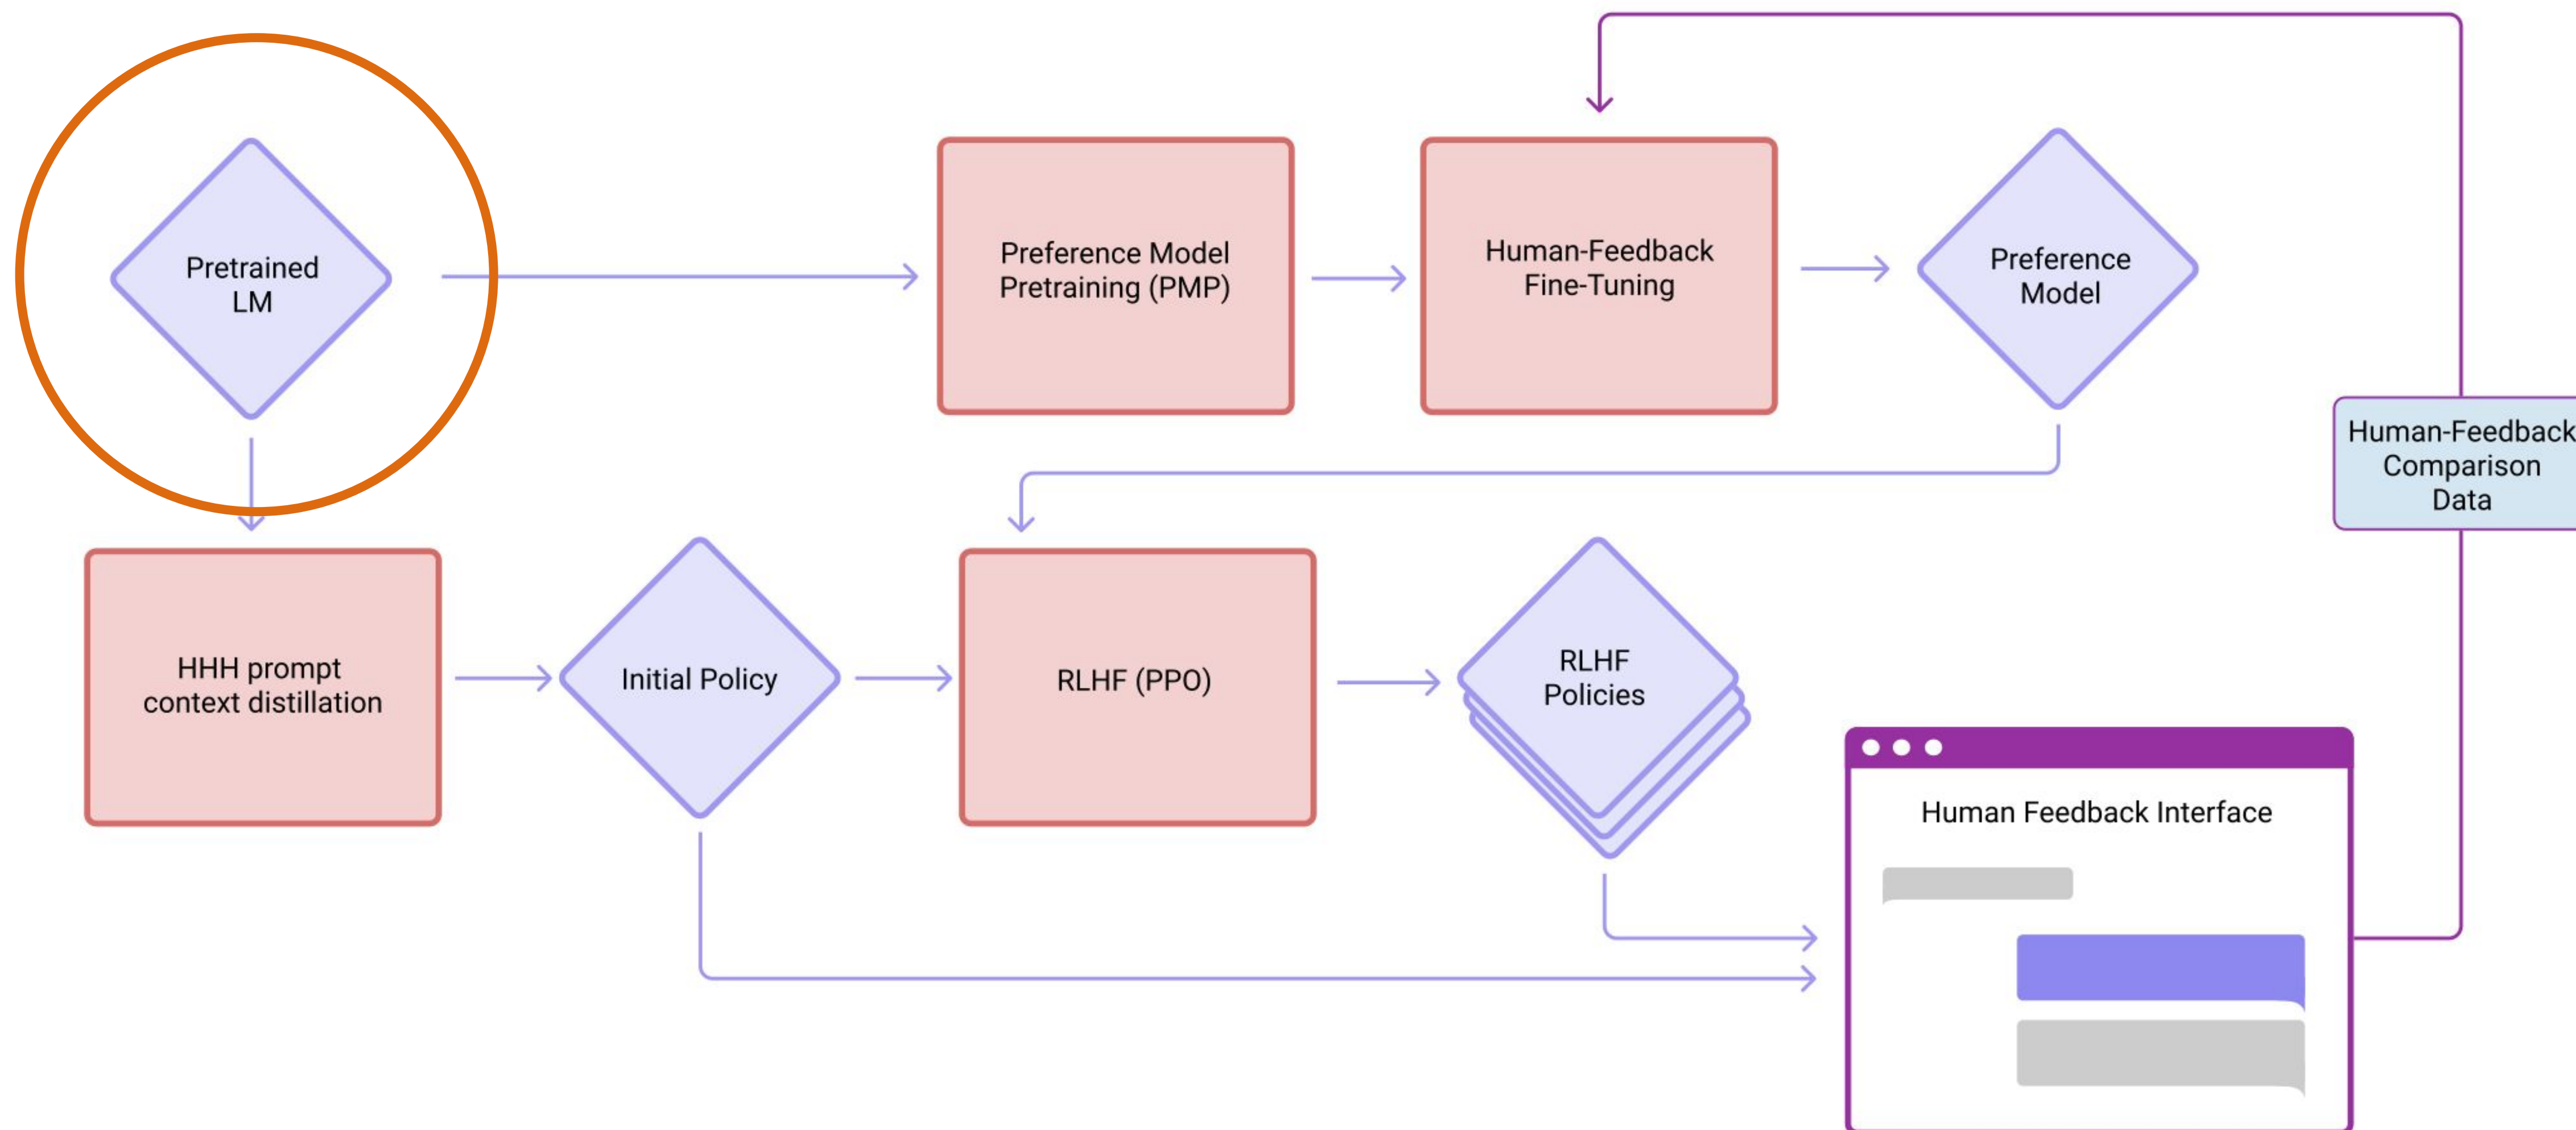 Pretrained
LM
Preference Model
Pretraining (PMP)
Human-Feedback
Fine-Tuning
Preference
Model
Human-Feedback
Comparison
Data
HHH prompt
context distillation
Initial Policy
RLHF (PPO)
RLHF
Policies
Human Feedback Interface